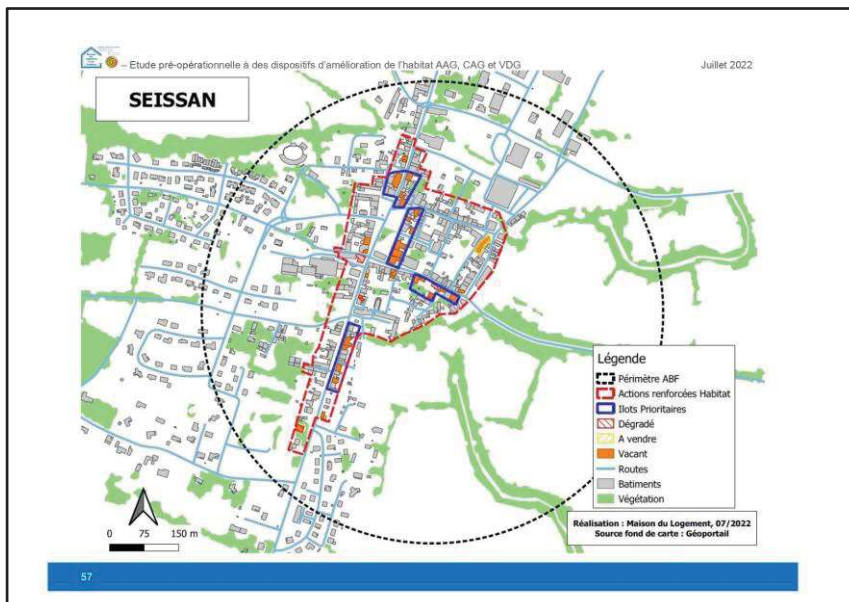 – Etude pré-opérationnelle à des dispositifs d'amélioration de l'habitat AAG, CAG et VDG
Juillet 2022
SEISSAN
Légende
Périmètre ABF
Actions renforcées Habitat
Ilots Prioritaires
Dégradé
A vendre
Vacant
Routes
Batiments
Végétation
0 75 150 m
Réalisation : Maison du Logement, 07/2022
Source fond de carte : Géoportail
57